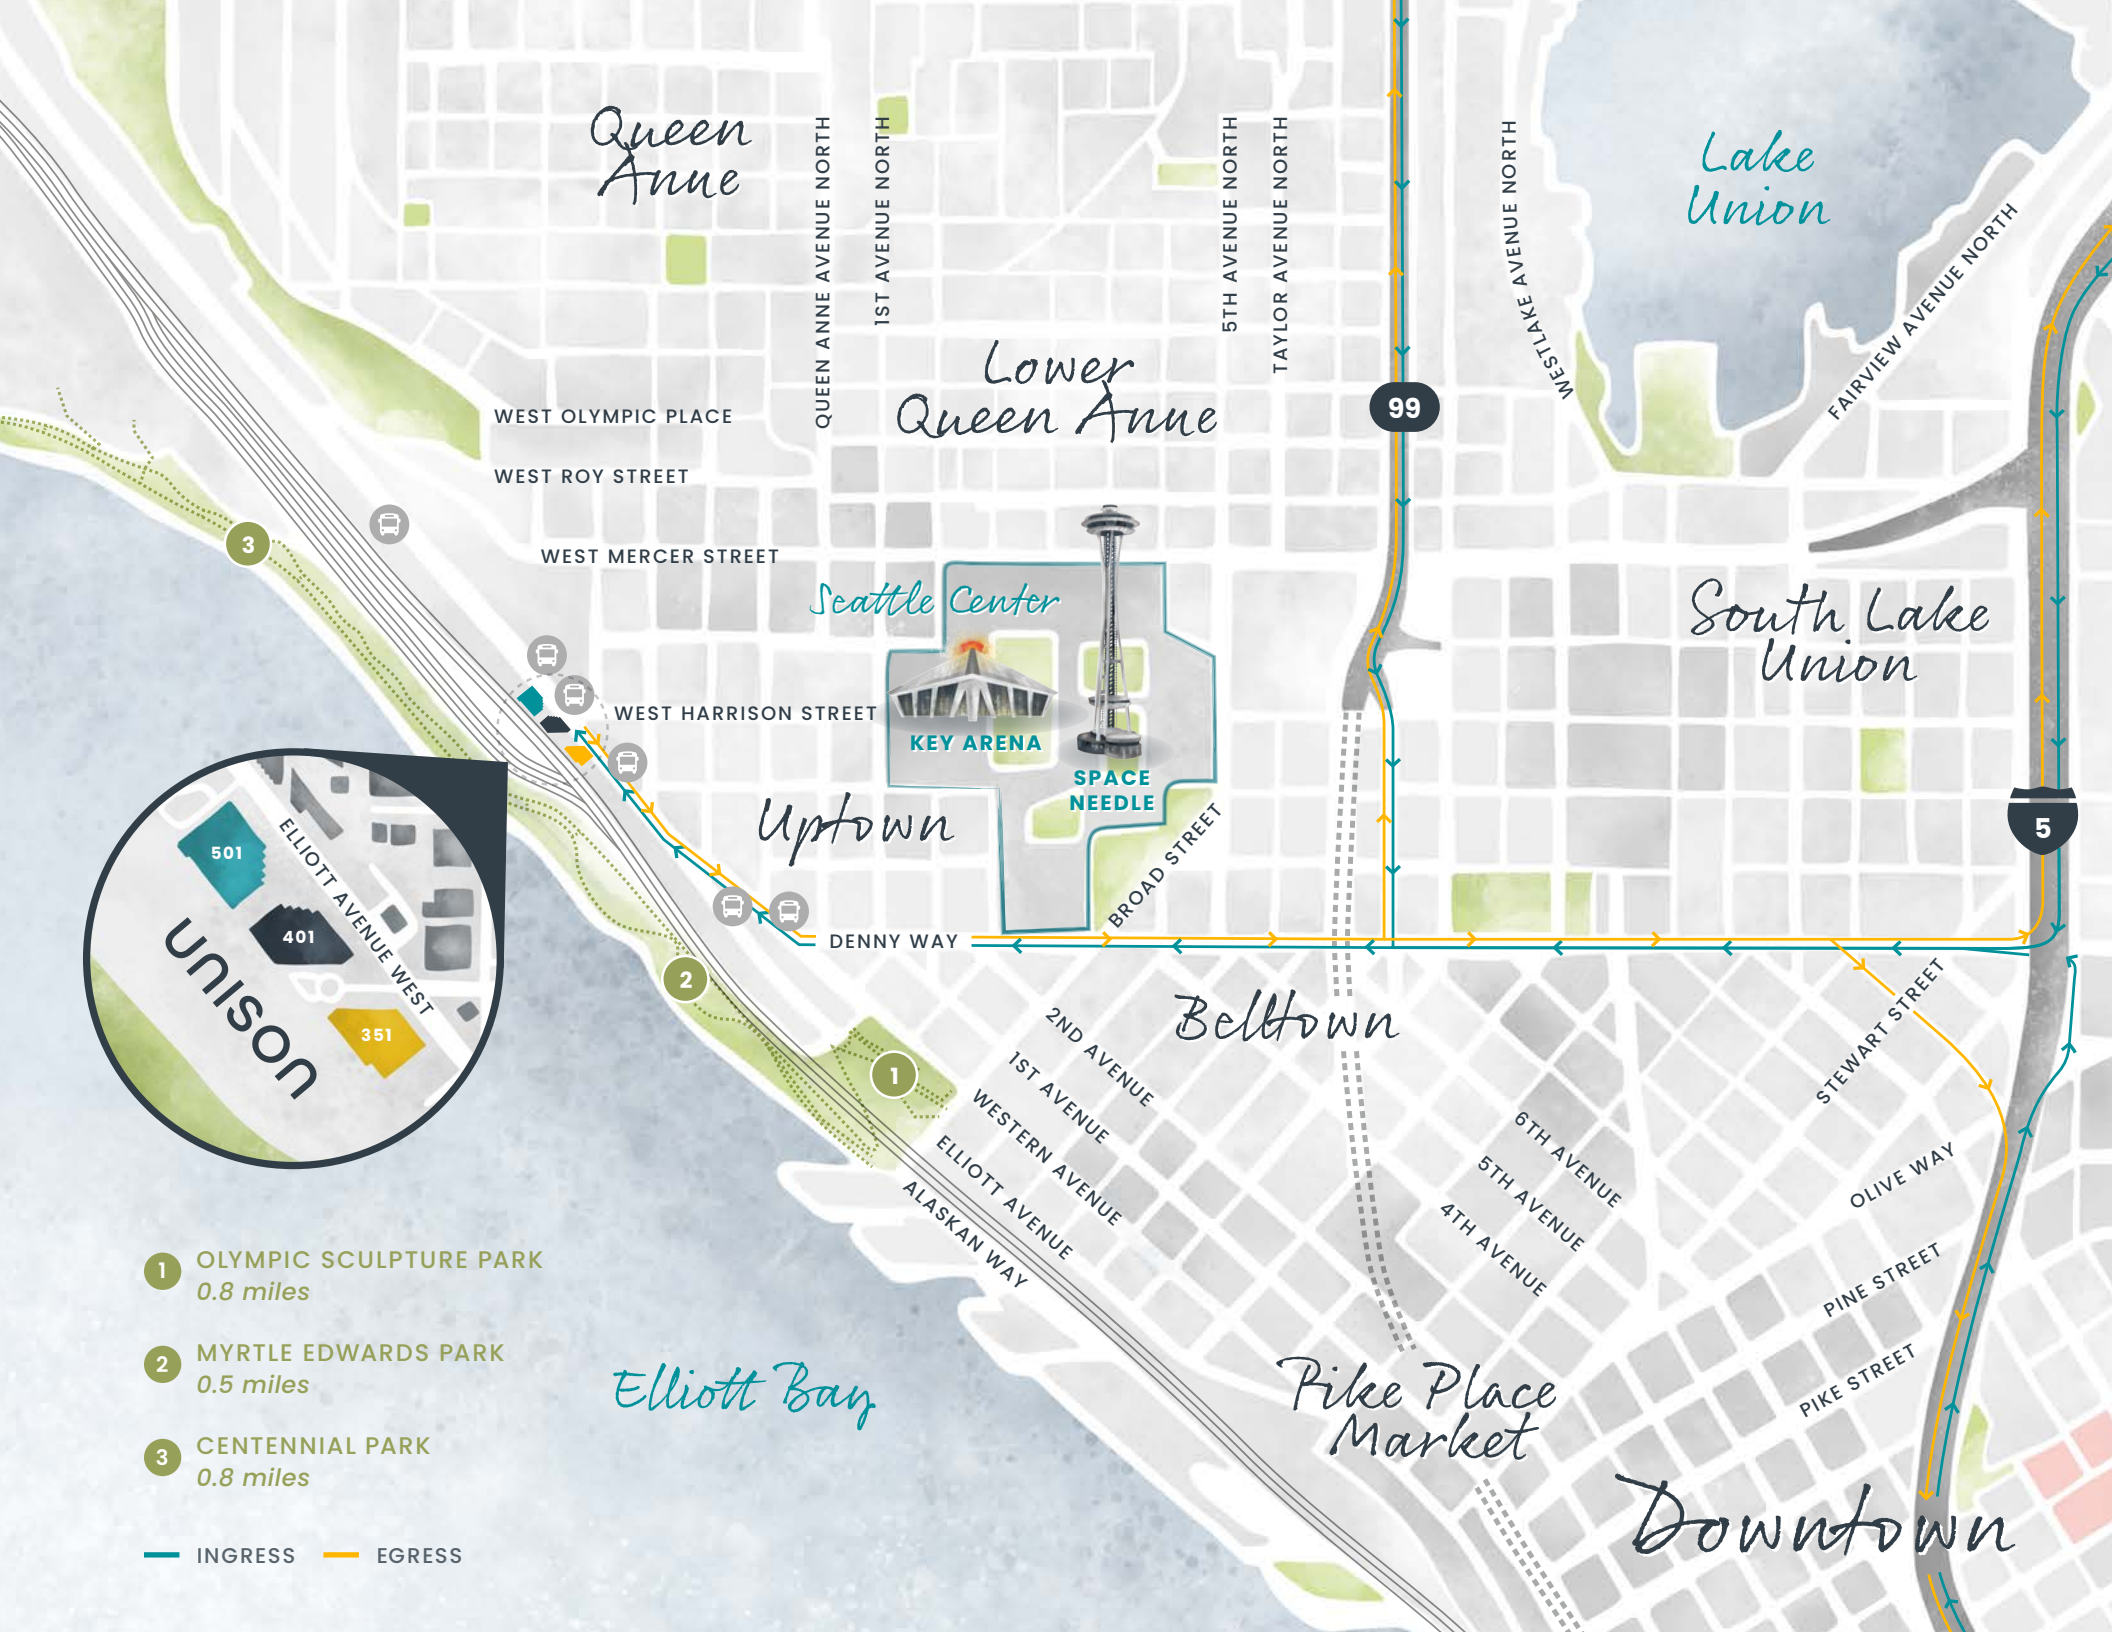 Queen
Anne
QUEEN ANNE AVENUE NORTH
1ST AVENUE NORTH
5TH AVENUE NORTH
TAYLOR AVENUE NORTH
WESTLAKE AVENUE NORTH
Lake
Union
FAIRVIEW AVENUE NORTH
Lower
Queen Anne
99
WEST OLYMPIC PLACE
WEST ROY STREET
WEST MERCER STREET
3
Seattle Center
South Lake
Union
WEST HARRISON STREET
KEY ARENA
SPACE
NEEDLE
Uptown
BROAD STREET
5
501
ELLIOTT AVENUE WEST
401
351
UNISON
DENNY WAY
2
1
Belltown
2ND AVENUE
1ST AVENUE
WESTERN AVENUE
ELLIOTT AVENUE
ALASKAN WAY
6TH AVENUE
5TH AVENUE
4TH AVENUE
STEWART STREET
OLIVE WAY
PINE STREET
PIKE STREET
Pike Place
Market
Downtown
Elliott Bay
1 OLYMPIC SCULPTURE PARK
0.8 miles
2 MYRTLE EDWARDS PARK
0.5 miles
3 CENTENNIAL PARK
0.8 miles
INGRESS EGRESS